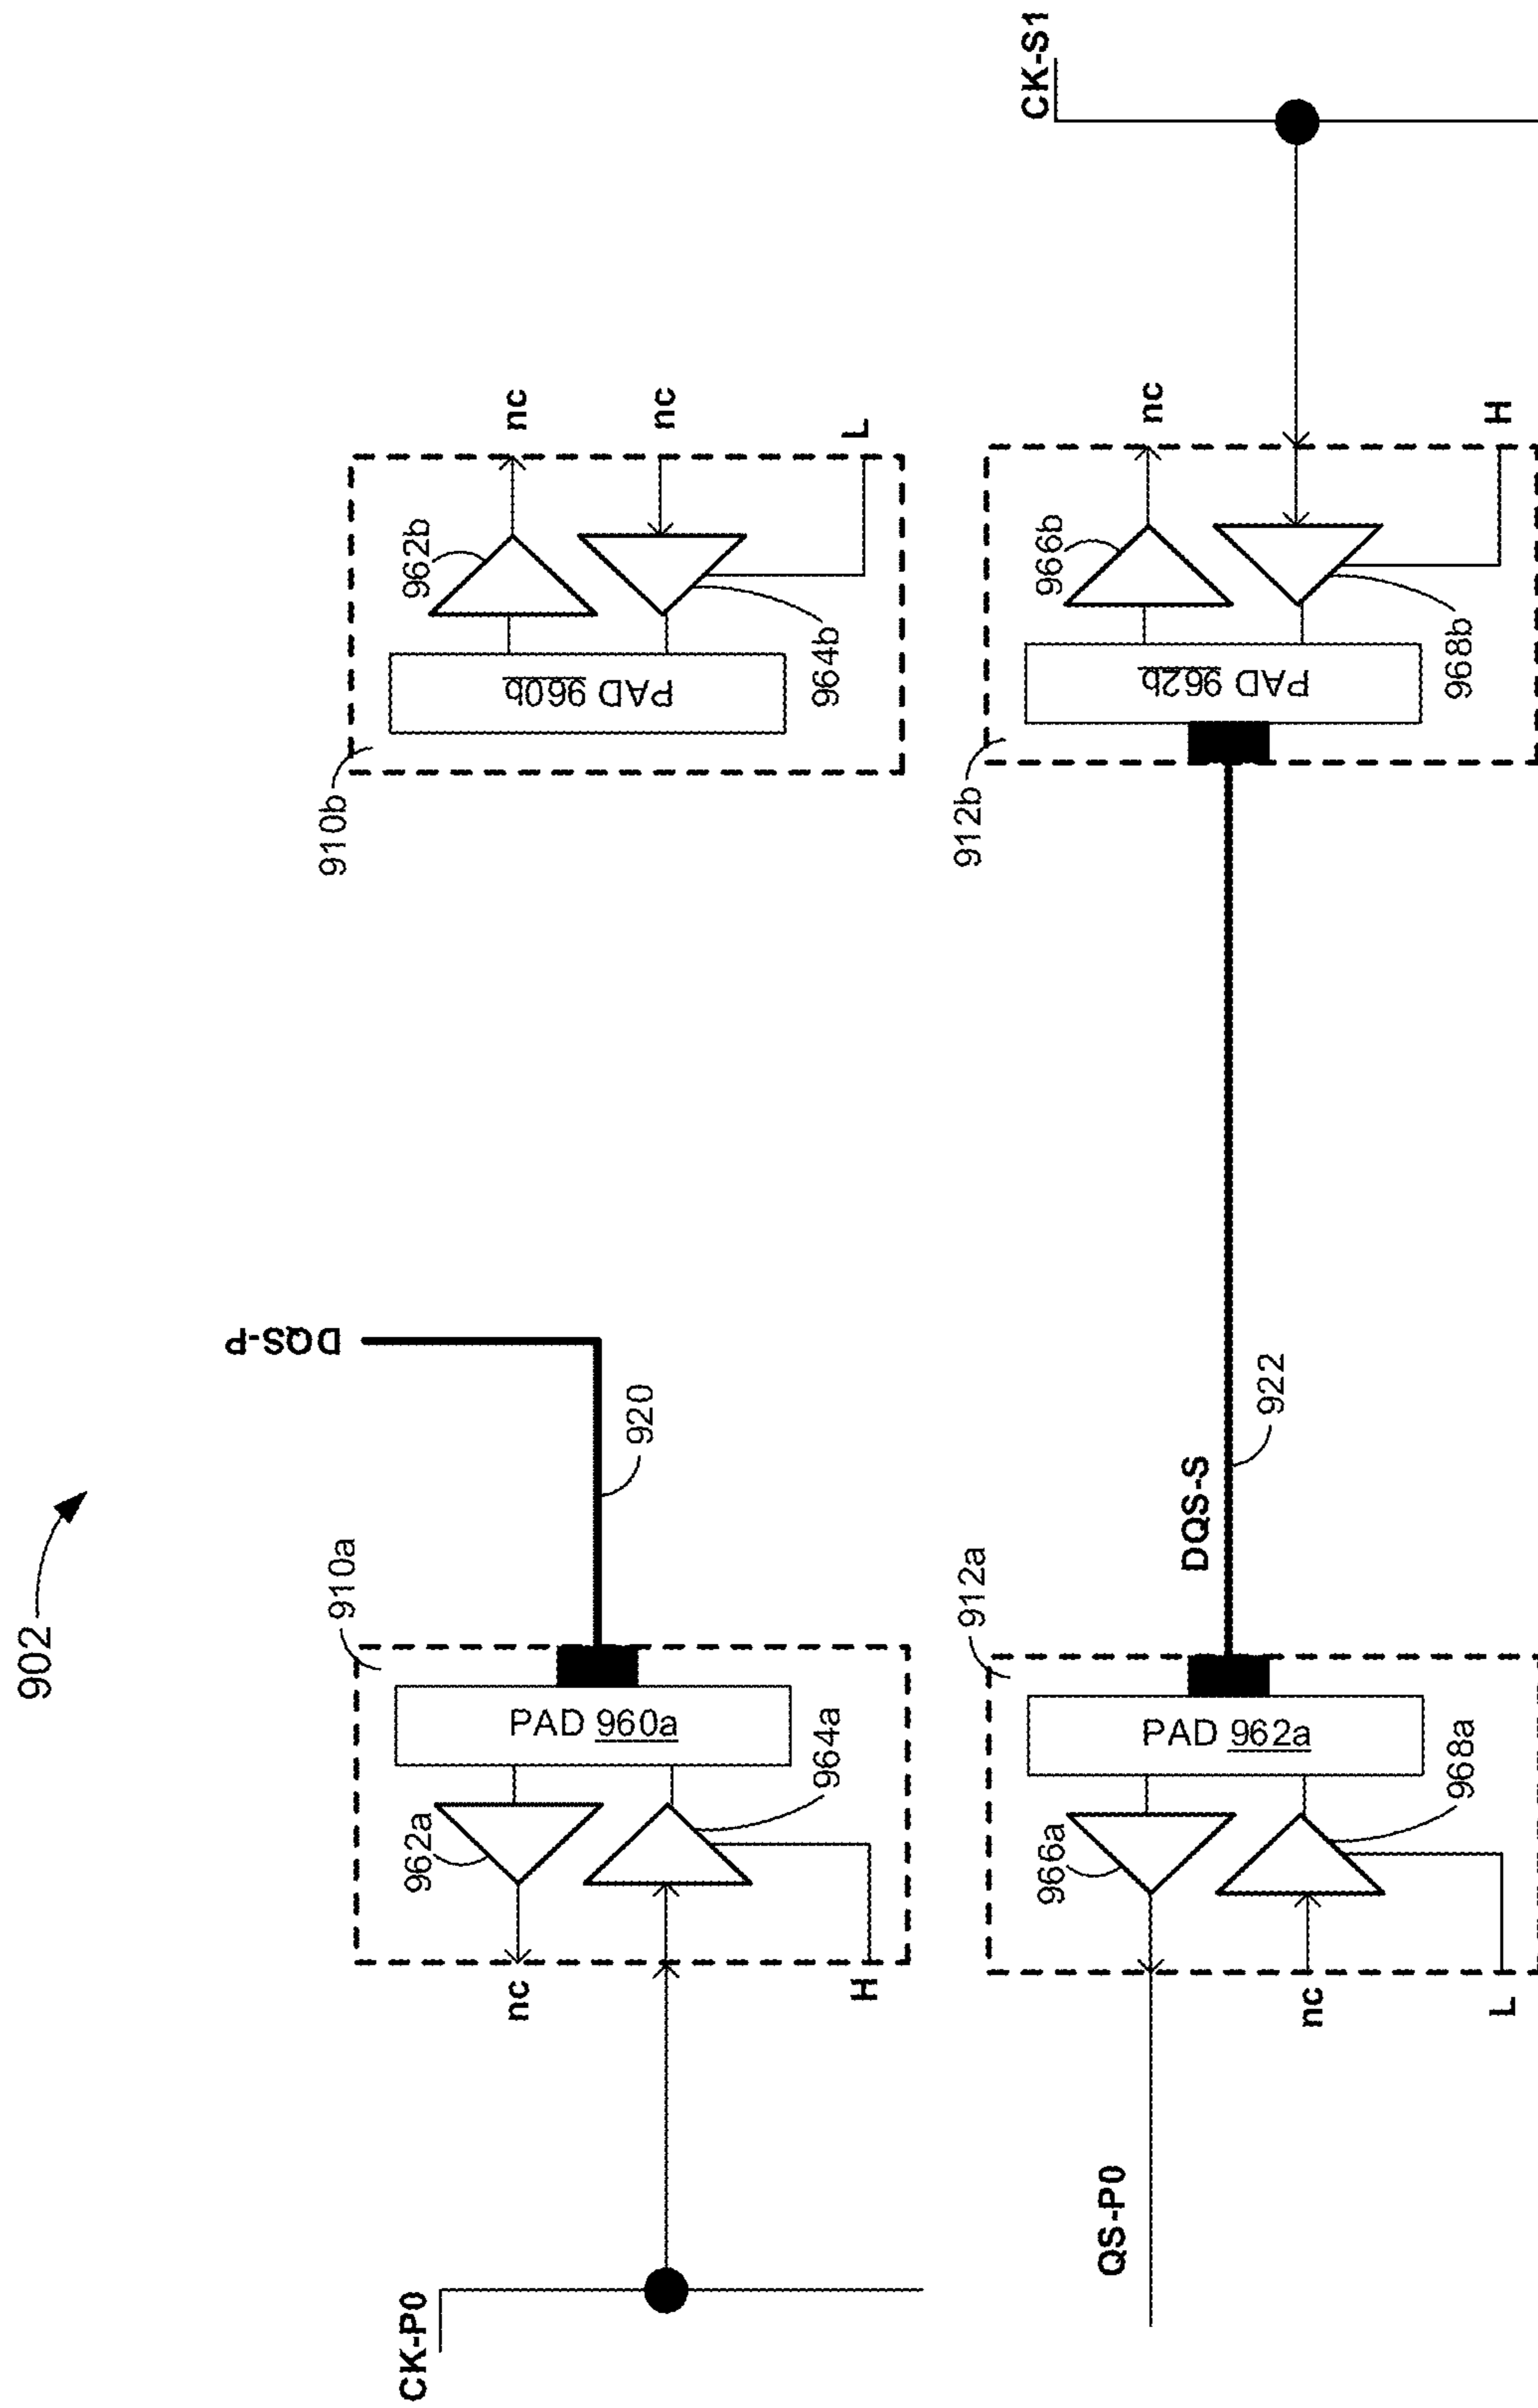 902
DQS-P
910a
920
910b
PAD 960a
962a
964a
nc
H
CK-P0
PAD 960b
962b
964b
nc
nc
L
912a
DQS-S
922
912b
PAD 962a
966a
968a
QS-P0
nc
L
PAD 962b
966b
968b
nc
H
CK-S1